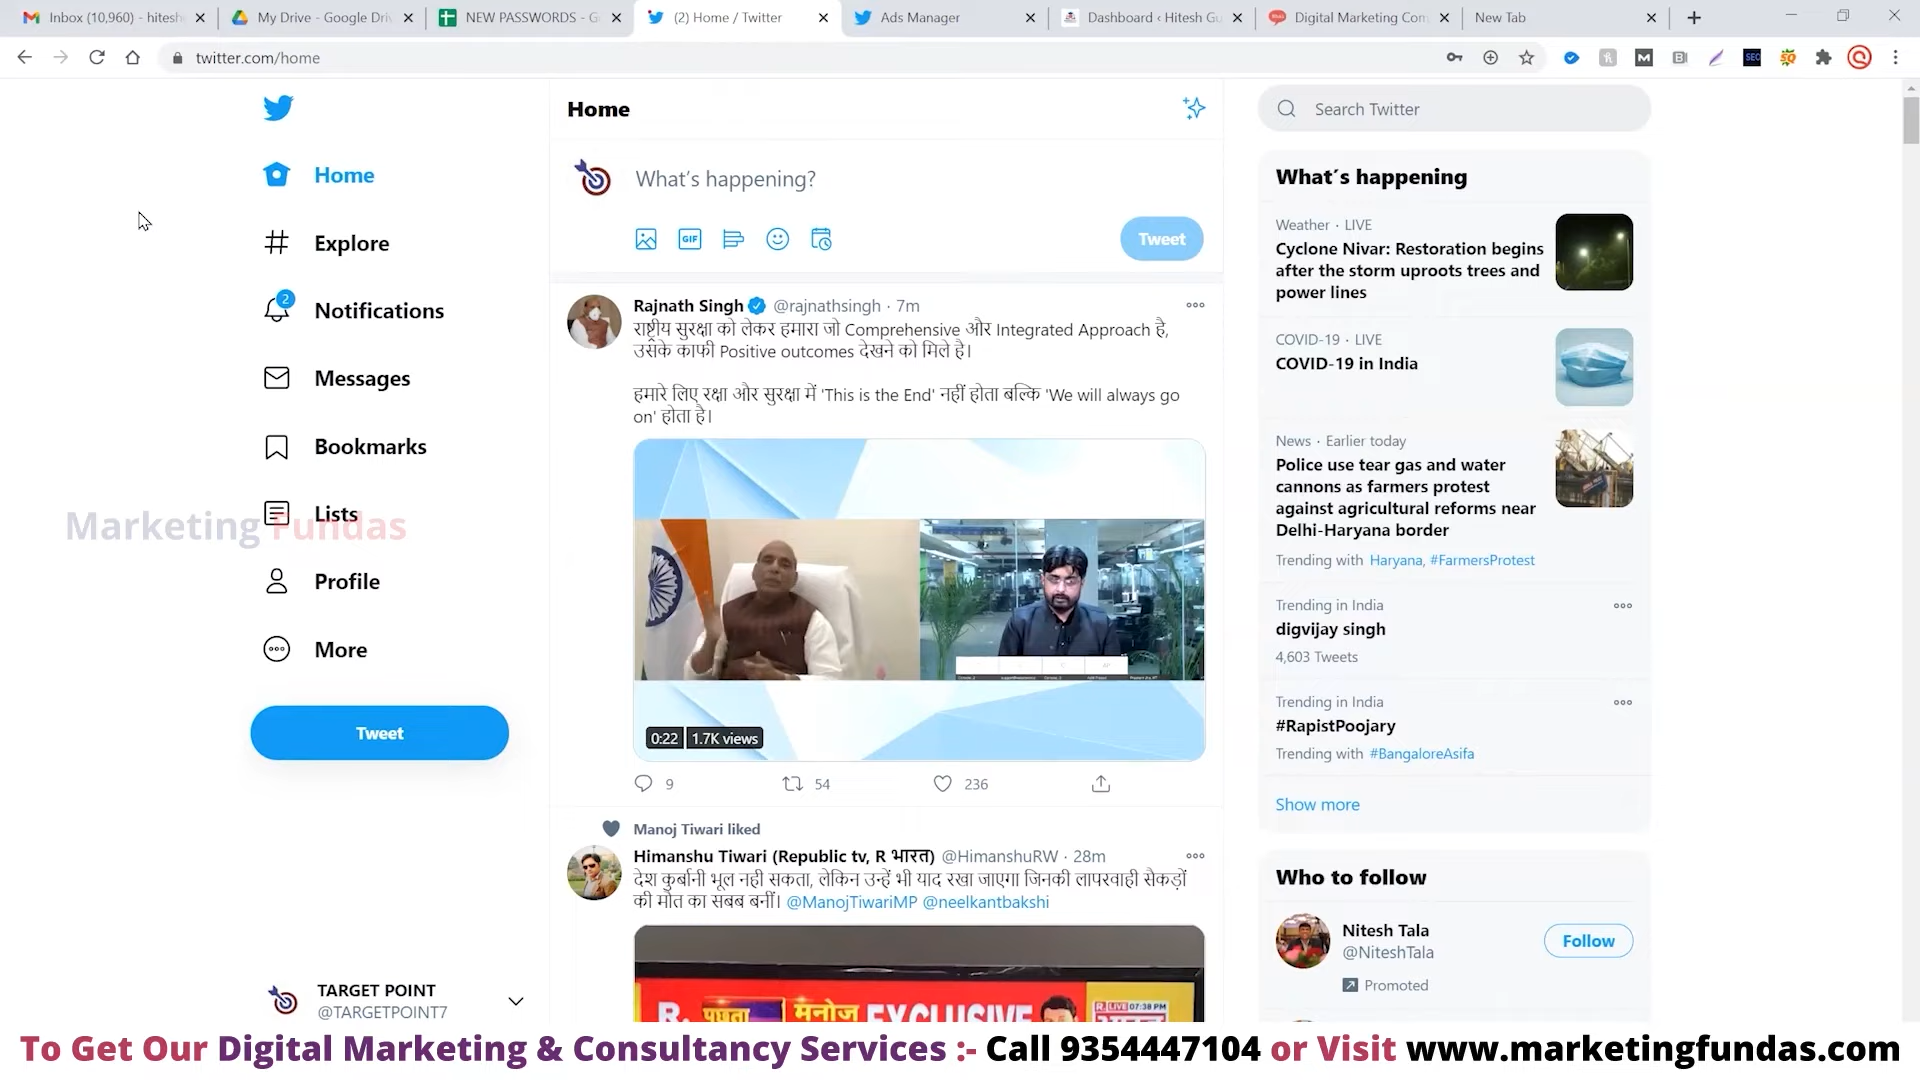 Inbox (10,960) - hitesh
My Drive - Google Dri
NEW PASSWORDS - G
(2) Home / Twitter
Ads Manager
Dashboard ‹ Hitesh Gu
Digital Marketing Com
New Tab
twitter.com/home
Home
Explore
2
Notifications
Messages
Bookmarks
Lists
Marketing Fundas
Profile
More
Tweet
TARGET POINT
@TARGETPOINT7
Home
What's happening?
GIF
Tweet
Rajnath Singh @rajnathsingh · 7m
राष्ट्रीय सुरक्षा को लेकर हमारा जो Comprehensive और Integrated Approach है,
उसके काफी Positive outcomes देखने को मिले है।
हमारे लिए रक्षा और सुरक्षा में 'This is the End' नहीं होता बल्कि 'We will always go
on' होता है।
0:22 1.7K views
9 54 236
Manoj Tiwari liked
Himanshu Tiwari (Republic tv, R भारत) @HimanshuRW · 28m
देश कुर्बानी भूल नही सकता, लेकिन उन्हें भी याद रखा जाएगा जिनकी लापरवाही सैकड़ों
की मौत का सबब बनीं। @ManojTiwariMP @neelkantbakshi
R. पूछता मनोज EXCLUSIVE
R. LIVE 07:38 PM
Search Twitter
What's happening
Weather · LIVE
Cyclone Nivar: Restoration begins
after the storm uproots trees and
power lines
COVID-19 · LIVE
COVID-19 in India
News · Earlier today
Police use tear gas and water
cannons as farmers protest
against agricultural reforms near
Delhi-Haryana border
Trending with Haryana, #FarmersProtest
Trending in India
digvijay singh
4,603 Tweets
Trending in India
#RapistPoojary
Trending with #BangaloreAsifa
Show more
Who to follow
Nitesh Tala
@NiteshTala
Follow
Promoted
To Get Our Digital Marketing & Consultancy Services :- Call 9354447104 or Visit www.marketingfundas.com